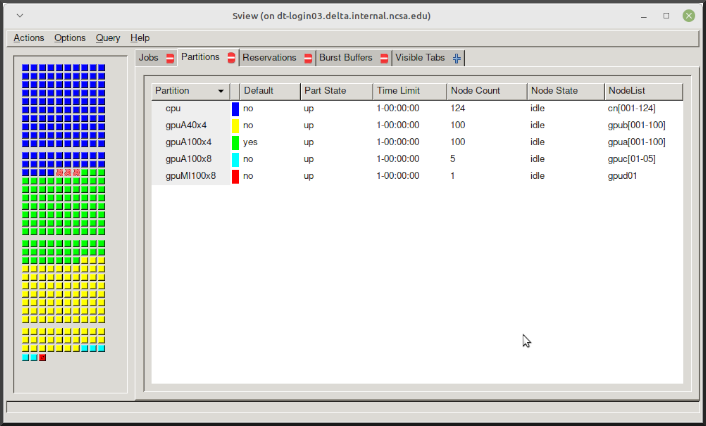 Sview (on dt-login03.delta.internal.ncsa.edu)
Actions Options Query Help
Jobs Partitions Reservations Burst Buffers Visible Tabs
Partition Default Part State Time Limit Node Count Node State NodeList
cpu no up 1-00:00:00 124 idle cn[001-124]
gpuA40x4 no up 1-00:00:00 100 idle gpub[001-100]
gpuA100x4 yes up 1-00:00:00 100 idle gpua[001-100]
gpuA100x8 no up 1-00:00:00 5 idle gpuc[01-05]
gpuMI100x8 no up 1-00:00:00 1 idle gpud01